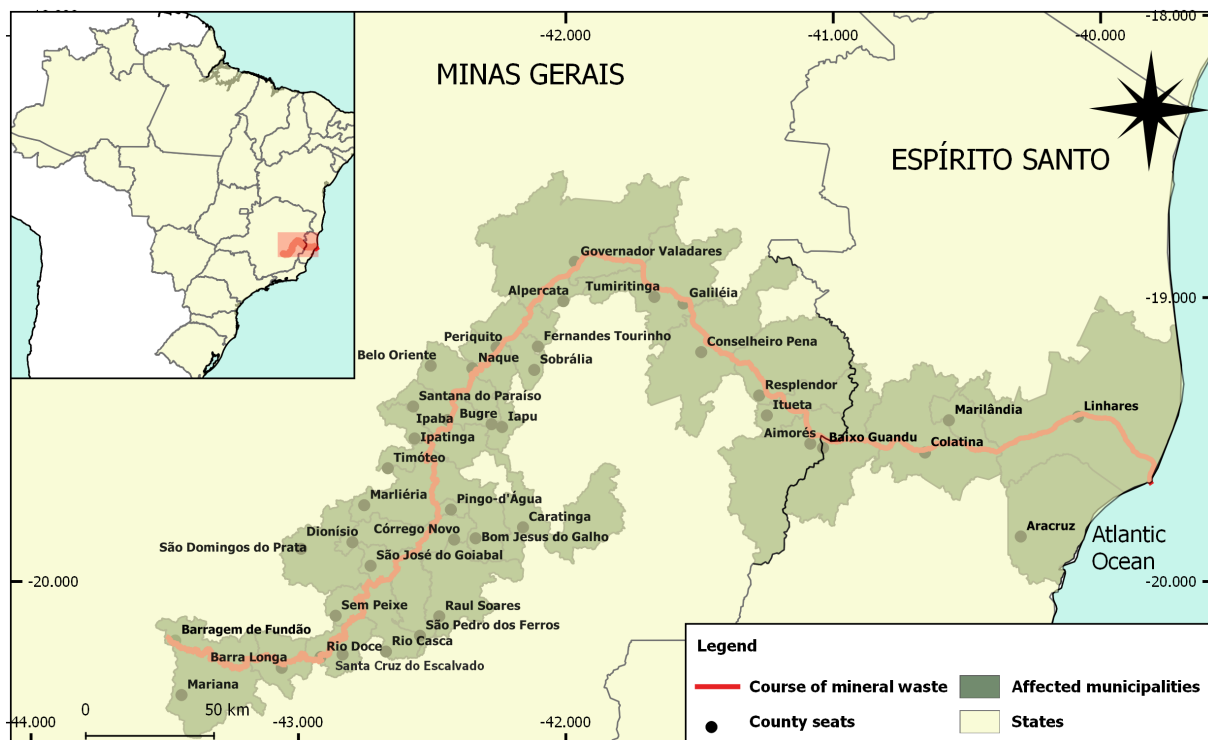 -42.000
-41.000
-40.000
-18.000
MINAS GERAIS
ESPÍRITO SANTO
Governador Valadares
Alpercata
Tumiritinga
Galiléia
-19.000
Periquito
Fernandes Tourinho
Conselheiro Pena
Belo Oriente
Naque
Sobrália
Resplendor
Santana do Paraíso
Itueta
Marilândia
Linhares
Ipaba
Bugre
Iapu
Ipatinga
Aimorés
Baixo Guandu
Colatina
Timóteo
Marliéria
Pingo-d'Água
Dionísio
Córrego Novo
Caratinga
Aracruz
São Domingos do Prata
Bom Jesus do Galho
Atlantic
Ocean
São José do Goiabal
-20.000
-20.000
Sem Peixe
Raul Soares
São Pedro dos Ferros
Barragem de Fundão
Rio Doce
Rio Casca
Barra Longa
Santa Cruz do Escalvado
Mariana
Legend
Course of mineral waste
Affected municipalities
County seats
States
0
50 km
-44.000
-43.000
-42.000